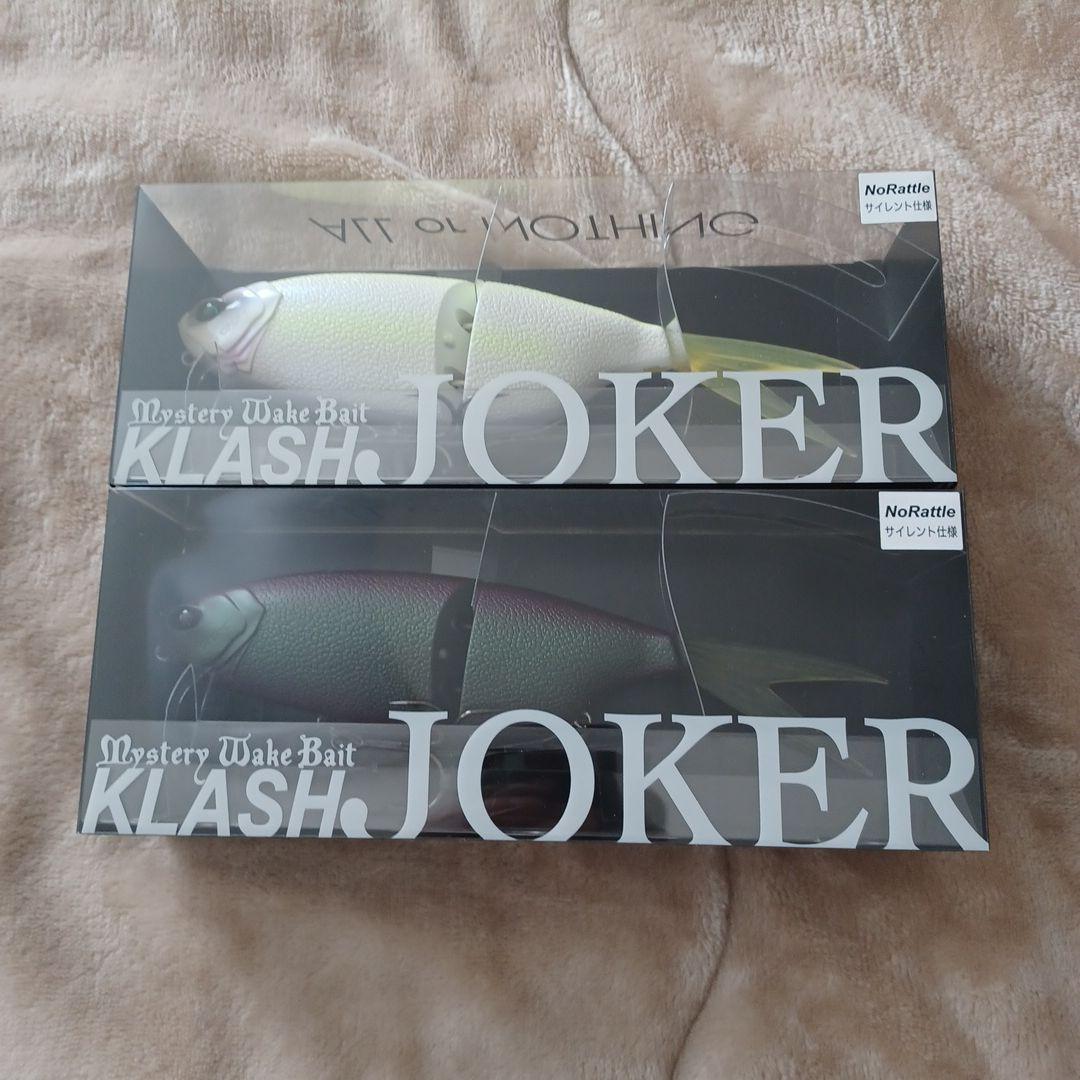 NoRattle
サイレント仕様
ALL or NOTHING
Mystery Wake Bait
KLASH JOKER
NoRattle
サイレント仕様
Mystery Wake Bait
KLASH JOKER